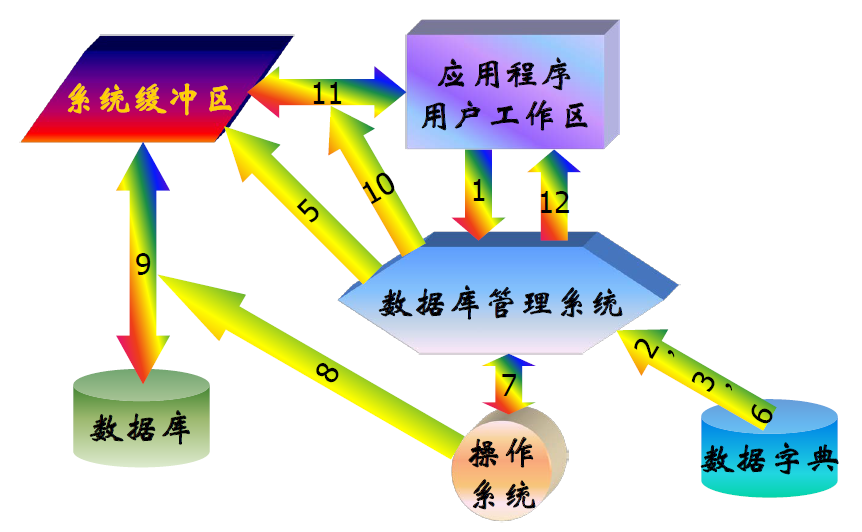 应用程序
用户工作区
系统缓冲区
11
10
1
12
5
9
数据库管理系统
2，3，6
8
7
数据库
操作
系统
数据字典